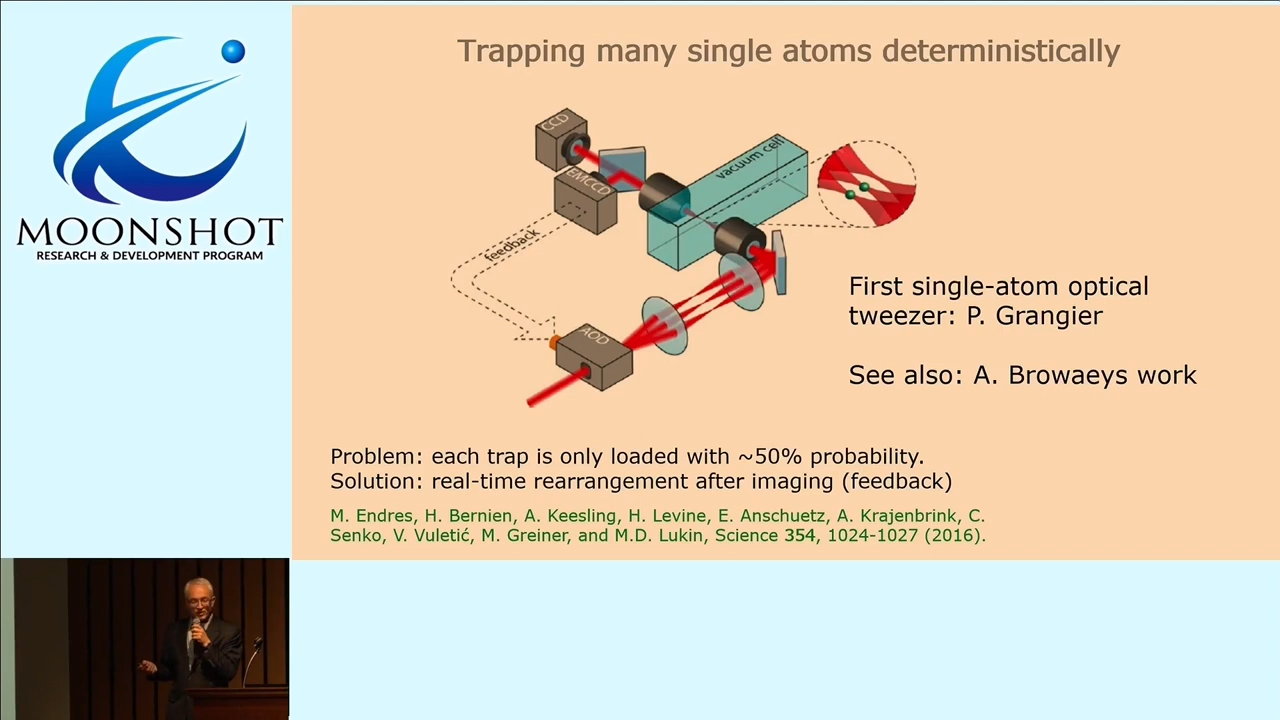 MOONSHOT
RESEARCH & DEVELOPMENT PROGRAM
Trapping many single atoms deterministically
CCD
EMCCD
vacuum cell
feedback
AOD
First single-atom optical
tweezer: P. Grangier
See also: A. Browaeys work
Problem: each trap is only loaded with ~50% probability.
Solution: real-time rearrangement after imaging (feedback)
M. Endres, H. Bernien, A. Keesling, H. Levine, E. Anschuetz, A. Krajenbrink, C.
Senko, V. Vuletić, M. Greiner, and M.D. Lukin, Science 354, 1024-1027 (2016).